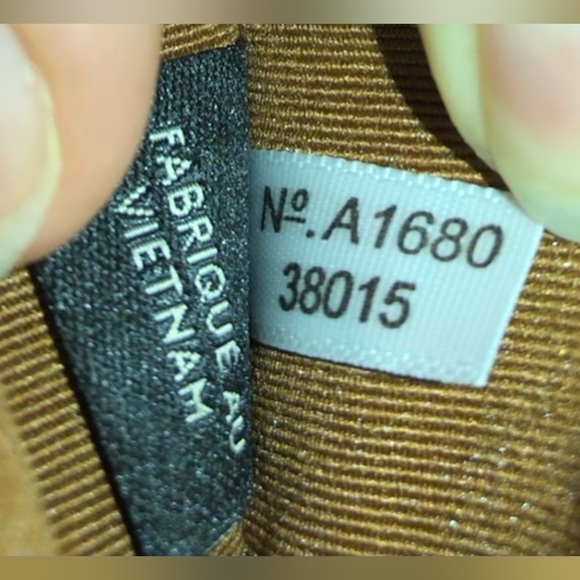 FABRIQUE AU
VIETNAM
Nº. A1680
38015